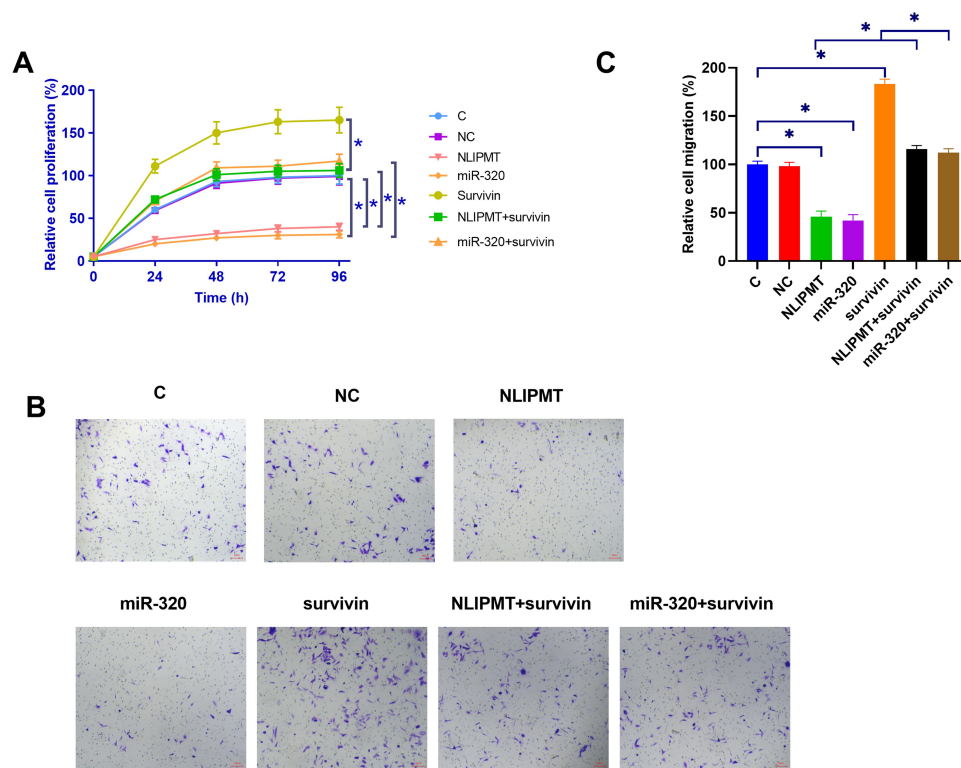 A
Relative cell proliferation (%)
200
150
100
50
0
0
24
48
72
96
Time (h)
*
*
*
*
*
C
NC
NLIPMT
miR-320
Survivin
NLIPMT+survivin
miR-320+survivin
C
Relative cell migration (%)
200
150
100
50
0
*
*
*
*
*
C
NC
NLIPMT
miR-320
survivin
NLIPMT+survivin
miR-320+survivin
B
C
NC
NLIPMT
miR-320
survivin
NLIPMT+survivin
miR-320+survivin